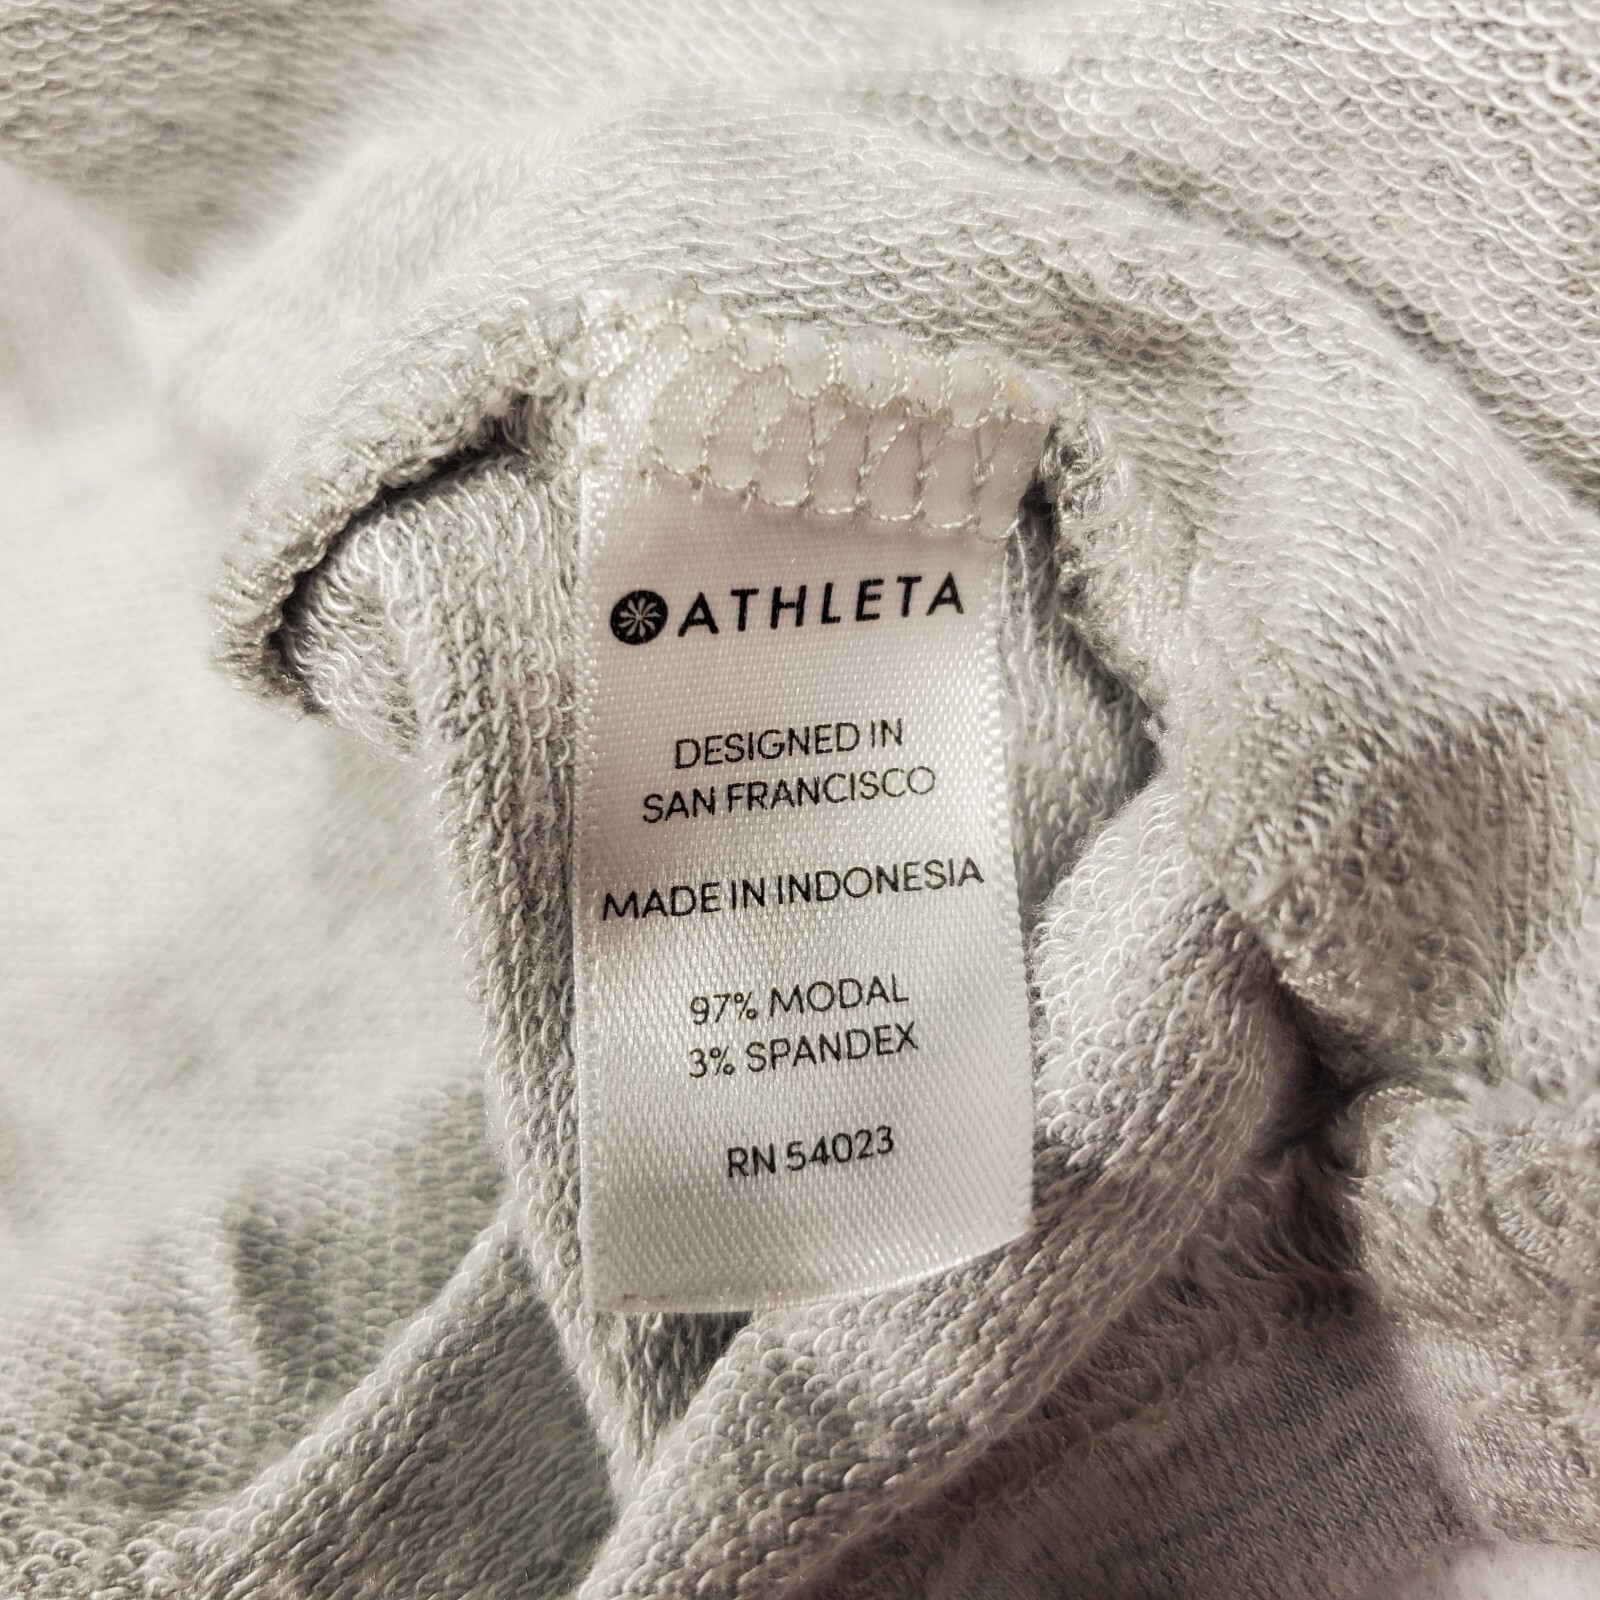 ATHLETA
DESIGNED IN
SAN FRANCISCO
MADE IN INDONESIA
97% MODAL
3% SPANDEX
RN 54023